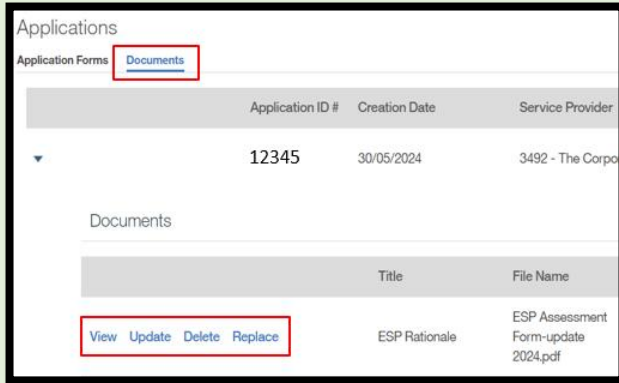 Applications
Application Forms Documents
Application ID # Creation Date Service Provider
12345 30/05/2024 3492 - The Corpo
Documents
Title File Name
View Update Delete Replace ESP Rationale ESP Assessment
Form-update
2024.pdf